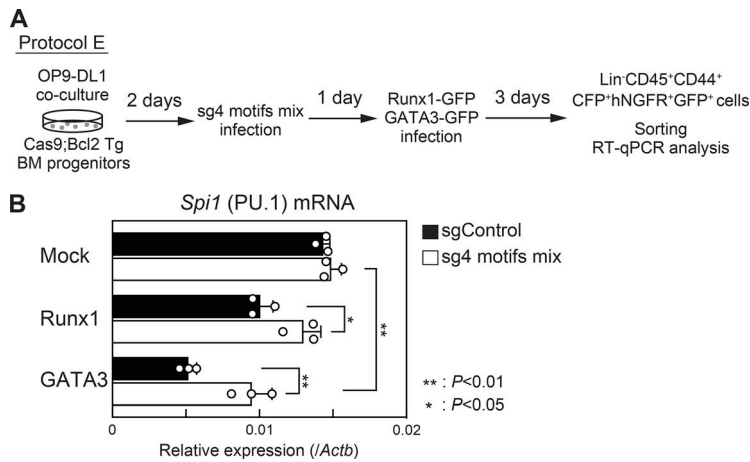 A
Protocol E
OP9-DL1
co-culture
Cas9;Bcl2 Tg
BM progenitors
2 days
sg4 motifs mix
infection
1 day
Runx1-GFP
GATA3-GFP
infection
3 days
Lin⁻CD45⁺CD44⁺
CFP⁺hNGFR⁺GFP⁺ cells
Sorting
RT-qPCR analysis
B
Spi1 (PU.1) mRNA
sgControl
sg4 motifs mix
Mock
Runx1
GATA3
*
**
**
** : P<0.01
* : P<0.05
0
0.01
0.02
Relative expression (/Actb)